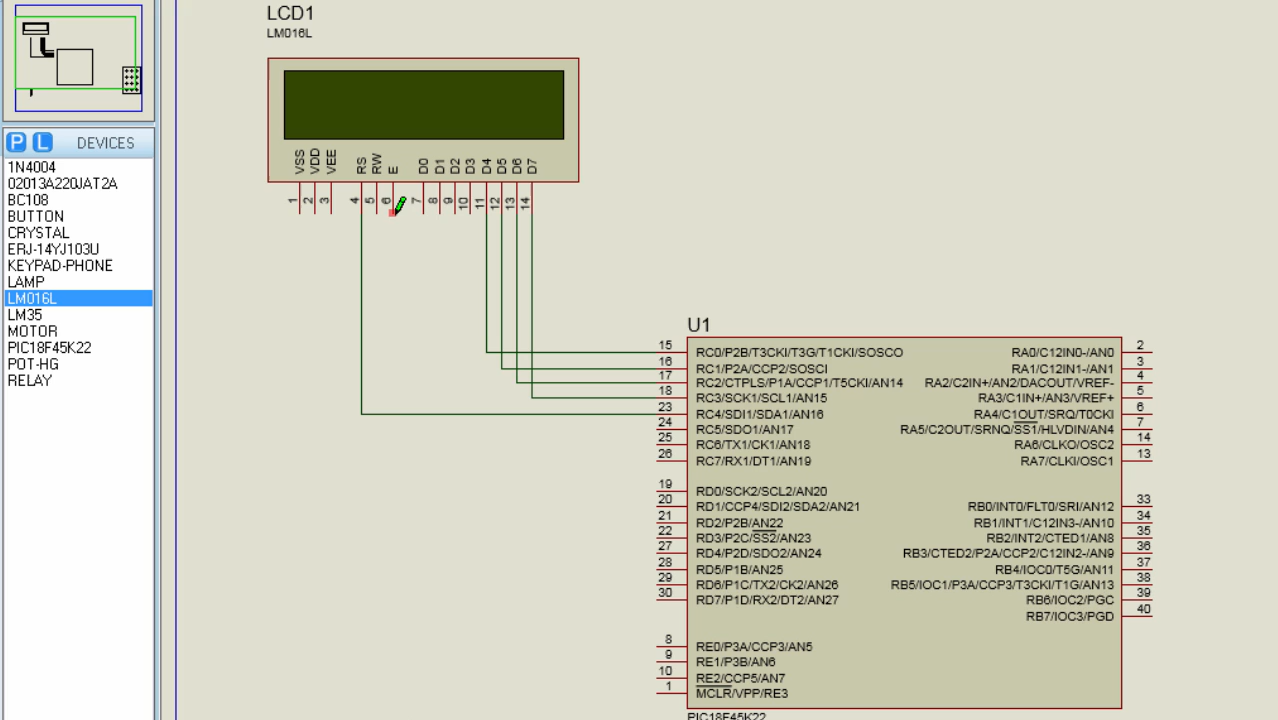 LCD1
LM016L
VSS VDD VEE RS RW E D0 D1 D2 D3 D4 D5 D6 D7
1 2 3 4 5 6 7 8 9 10 11 12 13 14
P L DEVICES
1N4004
02013A220JAT2A
BC108
BUTTON
CRYSTAL
ERJ-14YJ103U
KEYPAD-PHONE
LAMP
LM016L
LM35
MOTOR
PIC18F45K22
POT-HG
RELAY
U1
15 RC0/P2B/T3CKI/T3G/T1CKI/SOSCO RA0/C12IN0-/AN0 2
16 RC1/P2A/CCP2/SOSCI RA1/C12IN1-/AN1 3
17 RC2/CTPLS/P1A/CCP1/T5CKI/AN14 RA2/C2IN+/AN2/DACOUT/VREF- 4
18 RC3/SCK1/SCL1/AN15 RA3/C1IN+/AN3/VREF+ 5
23 RC4/SDI1/SDA1/AN16 RA4/C1OUT/SRQ/T0CKI 6
24 RC5/SDO1/AN17 RA5/C2OUT/SRNQ/SS1/HLVDIN/AN4 7
25 RC6/TX1/CK1/AN18 RA6/CLKO/OSC2 14
26 RC7/RX1/DT1/AN19 RA7/CLKI/OSC1 13
19 RD0/SCK2/SCL2/AN20
20 RD1/CCP4/SDI2/SDA2/AN21 RB0/INT0/FLT0/SRI/AN12 33
21 RD2/P2B/AN22 RB1/INT1/C12IN3-/AN10 34
22 RD3/P2C/SS2/AN23 RB2/INT2/CTED1/AN8 35
27 RD4/P2D/SDO2/AN24 RB3/CTED2/P2A/CCP2/C12IN2-/AN9 36
28 RD5/P1B/AN25 RB4/IOC0/T5G/AN11 37
29 RD6/P1C/TX2/CK2/AN26 RB5/IOC1/P3A/CCP3/T3CKI/T1G/AN13 38
30 RD7/P1D/RX2/DT2/AN27 RB6/IOC2/PGC 39
RB7/IOC3/PGD 40
8 RE0/P3A/CCP3/AN5
9 RE1/P3B/AN6
10 RE2/CCP5/AN7
1 MCLR/VPP/RE3
PIC18F45K22